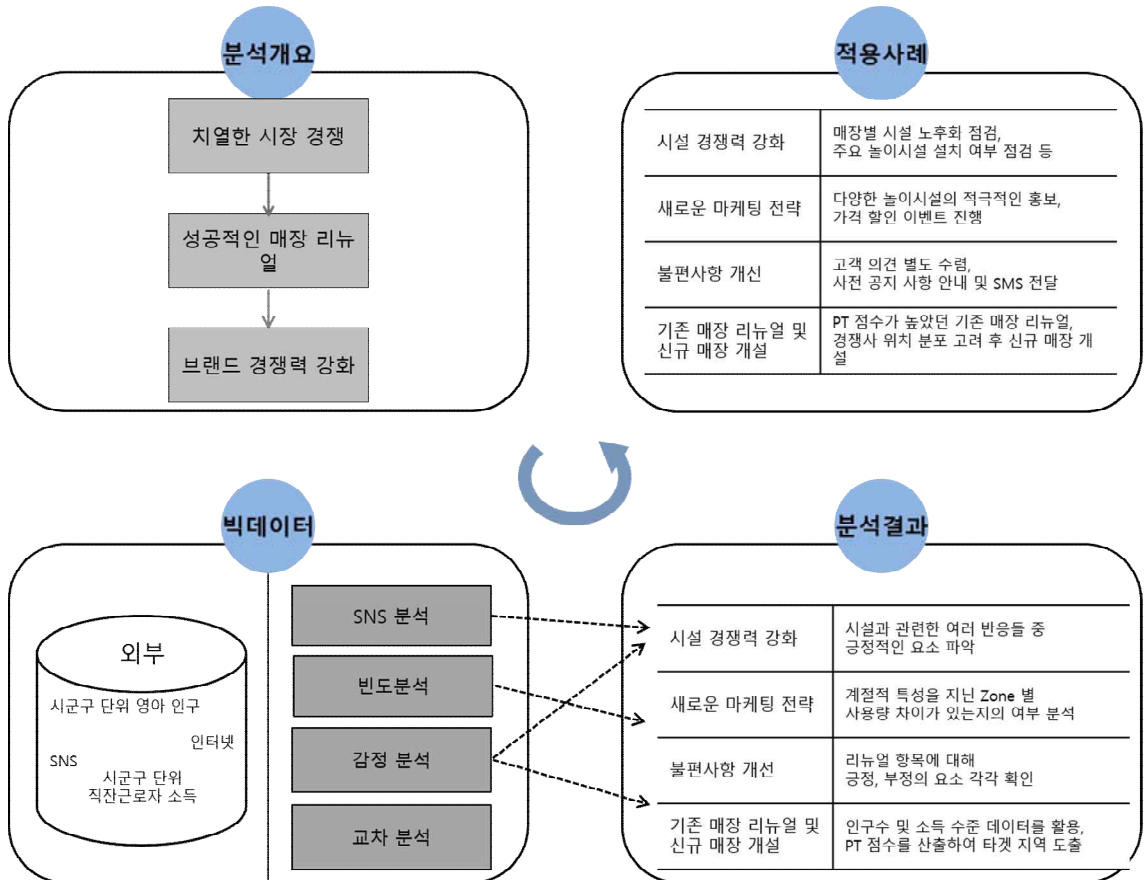 분석개요
치열한 시장 경쟁
성공적인 매장 리뉴
얼
브랜드 경쟁력 강화
적용사례
시설 경쟁력 강화
매장별 시설 노후화 점검,
주요 놀이시설 설치 여부 점검 등
새로운 마케팅 전략
다양한 놀이시설의 적극적인 홍보,
가격 할인 이벤트 진행
불편사항 개신
고객 의견 별도 수렴,
사전 공지 사항 안내 및 SMS 전달
기존 매장 리뉴얼 및
신규 매장 개설
PT 점수가 높았던 기존 매장 리뉴얼,
경쟁사 위치 분포 고려 후 신규 매장 개
설
빅데이터
외부
시군구 단위 영아 인구
인터넷
SNS
시군구 단위
직잔근로자 소득
SNS 분석
빈도분석
감정 분석
교차 분석
분석결과
시설 경쟁력 강화
시설과 관련한 여러 반응들 중
긍정적인 요소 파악
새로운 마케팅 전략
계절적 특성을 지닌 Zone 별
사용량 차이가 있는지의 여부 분석
불편사항 개선
리뉴얼 항목에 대해
긍정, 부정의 요소 각각 확인
기존 매장 리뉴얼 및
신규 매장 개설
인구수 및 소득 수준 데이터를 활용,
PT 점수를 산출하여 타겟 지역 도출